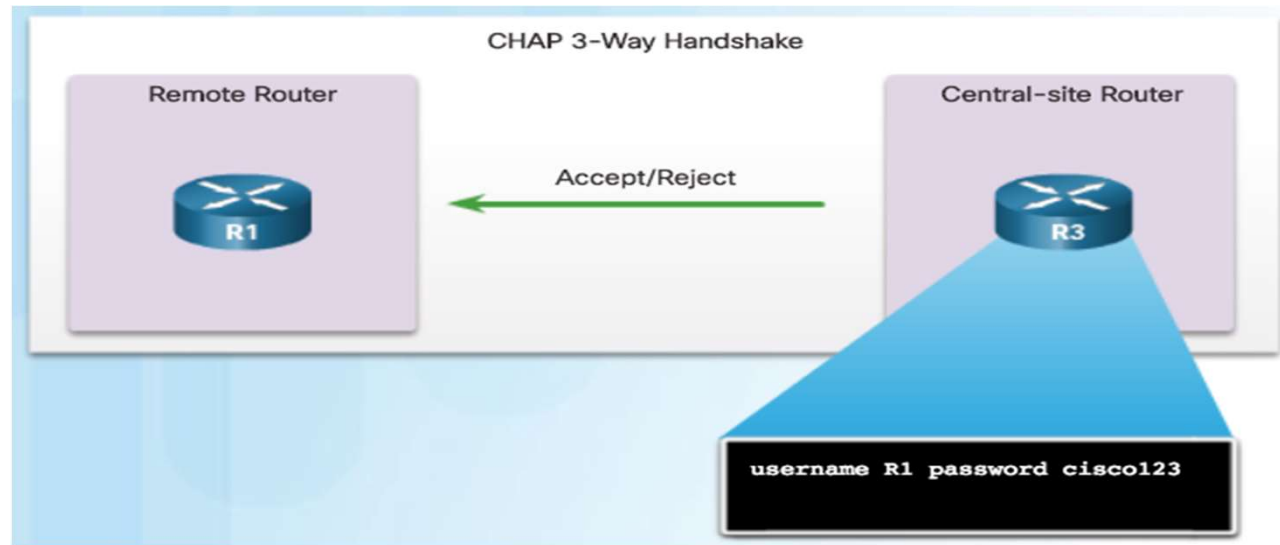 CHAP 3-Way Handshake
Remote Router
Central-site Router
Accept/Reject
R1
R3
username R1 password cisco123